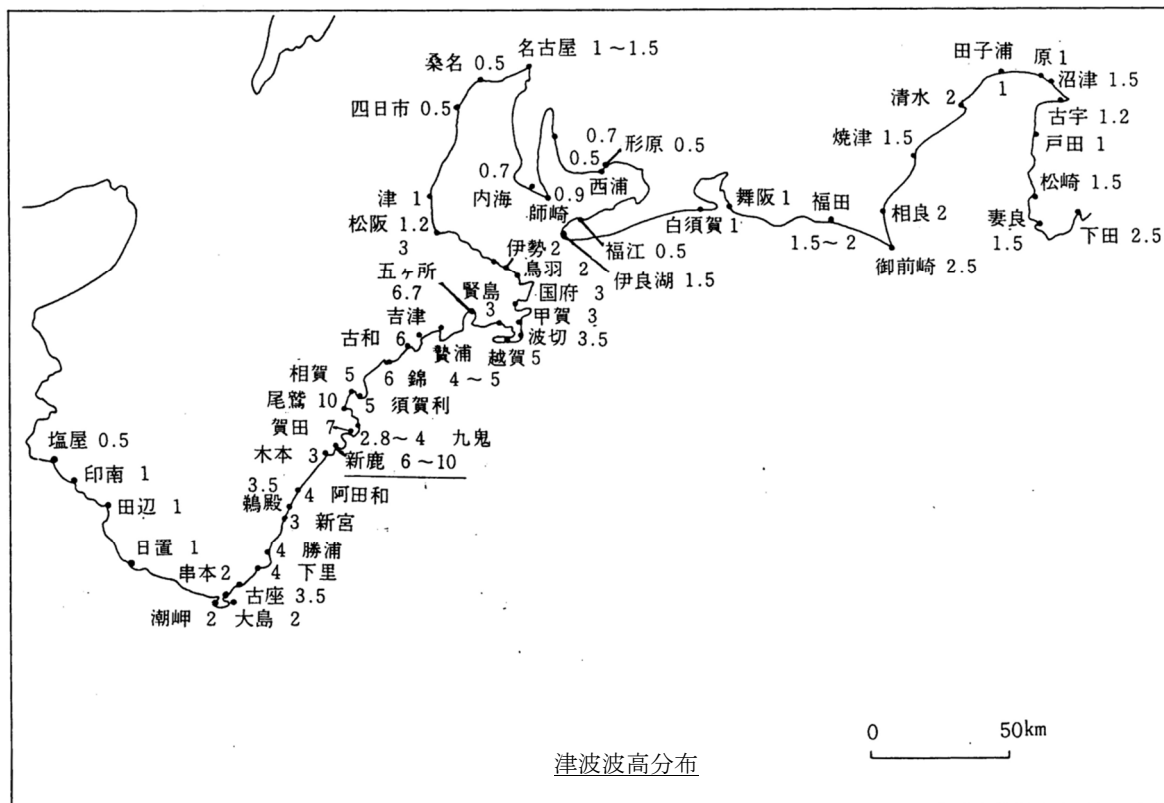 名古屋 1~1.5
桑名 0.5
四日市 0.5
津 1
松阪 1.2
3
内海
0.7
師崎
0.9
0.7
形原 0.5
0.5
西浦
福江 0.5
伊良湖 1.5
白須賀 1
舞阪 1
福田
1.5~2
御前崎 2.5
相良 2
焼津 1.5
清水 2
田子浦
1
原 1
沼津 1.5
古宇 1.2
戸田 1
松崎 1.5
妻良
1.5
下田 2.5
伊勢 2
鳥羽 2
国府 3
甲賀 3
波切 3.5
越賀 5
賢島
3
五ヶ所
6.7
吉津
贄浦
4~5
古和 6
6 錦
相賀 5
5 須賀利
尾鷲 10
賀田 7
2.8~4 九鬼
新鹿 6~10
木本 3
4 阿田和
3.5
鵜殿
3 新宮
4 勝浦
4 下里
古座 3.5
串本 2
大島 2
潮岬 2
日置 1
田辺 1
印南 1
塩屋 0.5
津波波高分布
0 50km